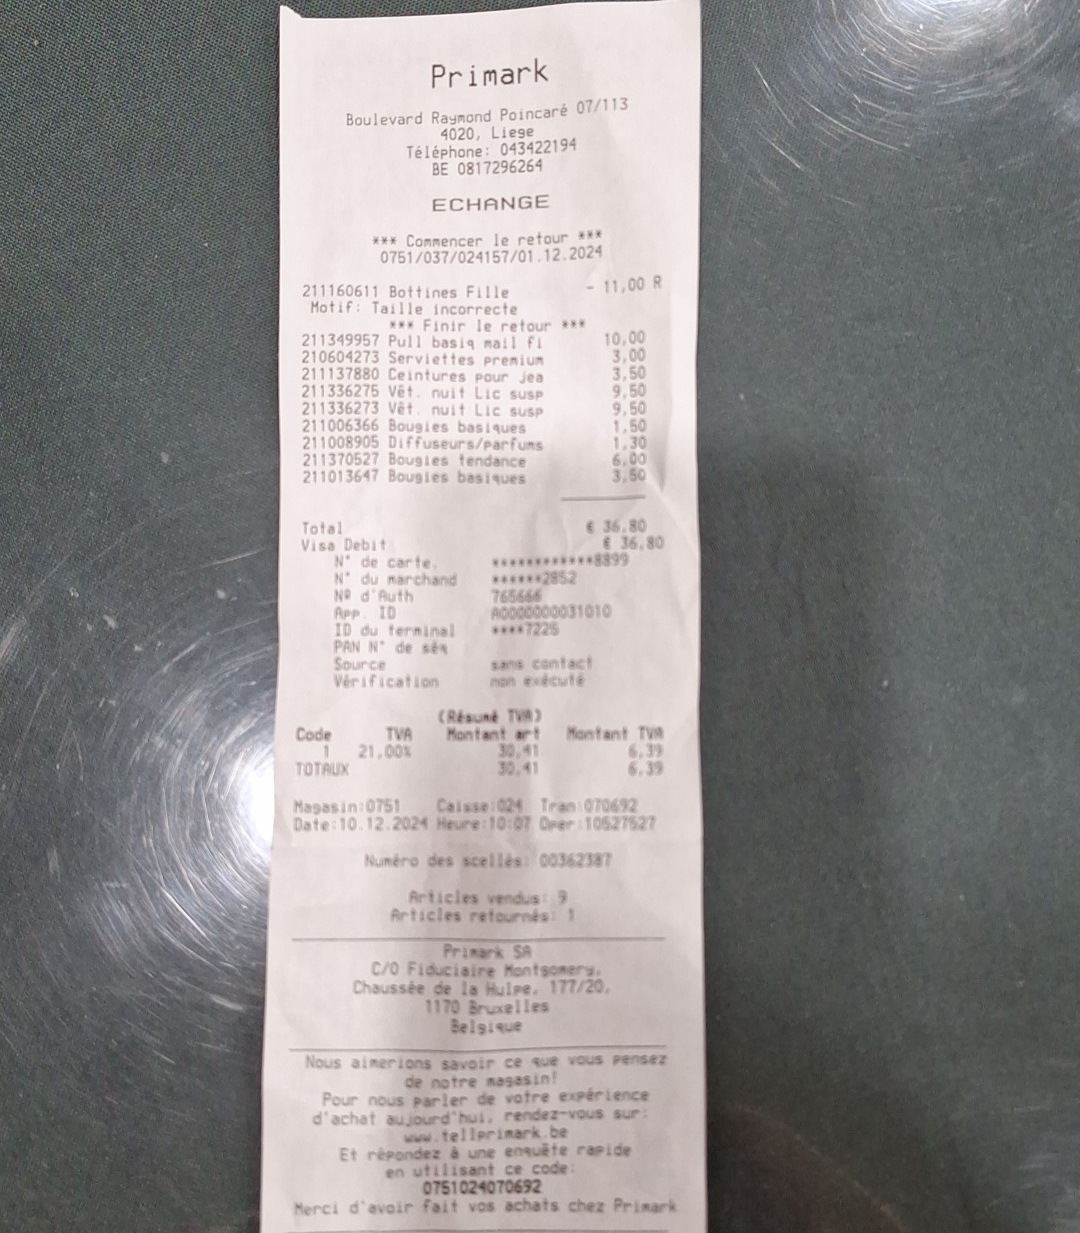 Primark
Boulevard Raymond Poincaré 07/113
4020, Liege
Téléphone: 043422194
BE 0817296264
ECHANGE
*** Commencer le retour ***
0751/037/024157/01.12.2024
211160611 Bottines Fille - 11,00 R
Motif: Taille incorrecte
*** Finir le retour ***
211349957 Pull basiq mail fi 10,00
210604273 Serviettes premium 3,00
211137880 Ceintures pour jea 3,50
211336275 Vêt. nuit Lic susp 9,50
211336273 Vêt. nuit Lic susp 9,50
211006366 Bougies basiques 1,50
211008905 Diffuseurs/parfums 1,30
211370527 Bougies tendance 6,00
211013647 Bougies basiques 3,50
Total € 36,80
Visa Debit € 36,80
N° de carte. ************8899
N° du marchand ******2852
Nº d'Auth 765666
App. ID A0000000031010
ID du terminal ****7225
PAN N° de séq
Source sans contact
Vérification non exécuté
(Résumé TVA)
Code TVA Montant art Montant TVA
1 21,00% 30,41 6,39
TOTAUX 30,41 6,39
Magasin:0751 Caisse:024 Tran:070692
Date:10.12.2024 Heure:10:07 Oper:10527527
Numéro des scellés: 00362387
Articles vendus: 9
Articles retournés: 1
Primark SA
C/O Fiduciaire Montgomery,
Chaussée de la Hulpe, 177/20,
1170 Bruxelles
Belgique
Nous aimerions savoir ce que vous pensez
de notre magasin!
Pour nous parler de votre expérience
d'achat aujourd'hui, rendez-vous sur:
www.tellprimark.be
Et répondez à une enquête rapide
en utilisant ce code:
0751024070692
Merci d'avoir fait vos achats chez Primark